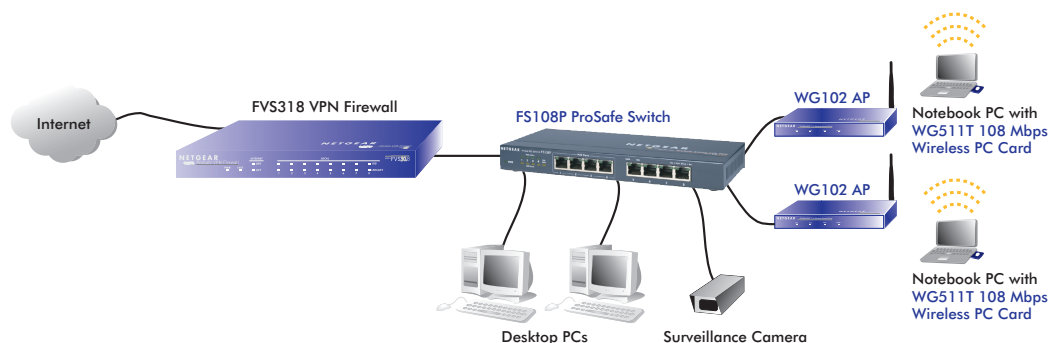 Internet
FVS318 VPN Firewall
NETGEAR
FS108P ProSafe Switch
NETGEAR
NETGEAR
WG102 AP
Notebook PC with
WG511T 108 Mbps
Wireless PC Card
WG102 AP
Notebook PC with
WG511T 108 Mbps
Wireless PC Card
Desktop PCs
Surveillance Camera